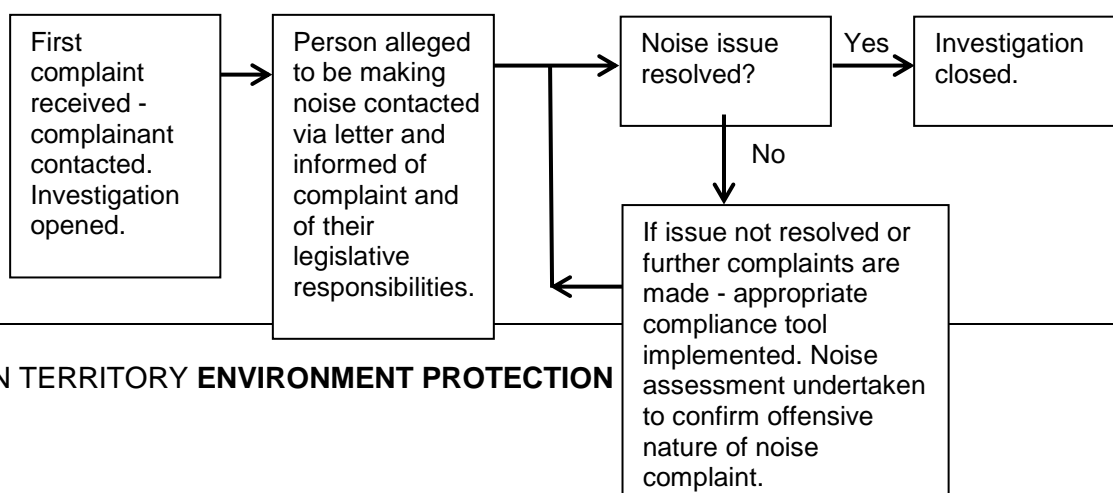 First
complaint
received -
complainant
contacted.
Investigation
opened.
Person alleged
to be making
noise contacted
via letter and
informed of
complaint and
of their
legislative
responsibilities.
Noise issue
resolved?
Yes
Investigation
closed.
No
If issue not resolved or
further complaints are
made - appropriate
compliance tool
implemented. Noise
assessment undertaken
to confirm offensive
nature of noise
complaint.
N TERRITORY ENVIRONMENT PROTECTION